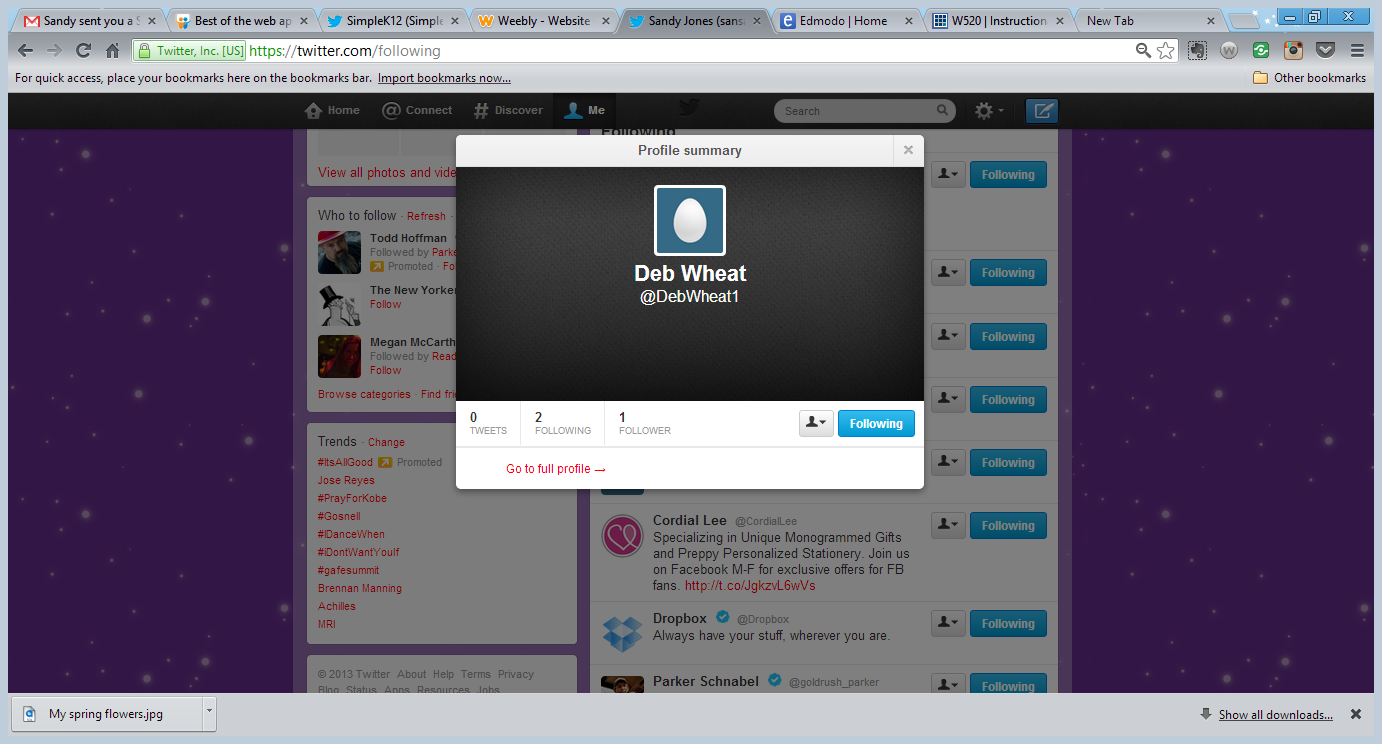 Sandy sent you a S
Best of the web ap
SimpleK12 (Simple
Weebly - Website
Sandy Jones (sans
Edmodo | Home
W520 | Instruction
New Tab
Twitter, Inc. [US] https://twitter.com/following
For quick access, place your bookmarks here on the bookmarks bar. Import bookmarks now...
Other bookmarks
Home
Connect
Discover
Me
Search
Following
View all photos and vide
Who to follow · Refresh ·
Todd Hoffman
Followed by Parke
Promoted · Fo
The New Yorker
Follow
Megan McCarth
Followed by Read
Follow
Browse categories · Find frie
Trends · Change
#ItsAllGood Promoted
Jose Reyes
#PrayForKobe
#Gosnell
#IDanceWhen
#IDontWantYouIf
#gafesummit
Brennan Manning
Achilles
MRI
© 2013 Twitter About Help Terms Privacy
Blog Status Apps Resources Jobs
Profile summary
Deb Wheat
@DebWheat1
0 TWEETS
2 FOLLOWING
1 FOLLOWER
Following
Go to full profile →
Following
Following
Following
Following
Following
Cordial Lee @CordialLee
Following
Specializing in Unique Monogrammed Gifts
and Preppy Personalized Stationery. Join us
on Facebook M-F for exclusive offers for FB
fans. http://t.co/JgkzvL6wVs
Dropbox @Dropbox
Following
Always have your stuff, wherever you are.
Parker Schnabel @goldrush_parker
Following
My spring flowers.jpg
Show all downloads...